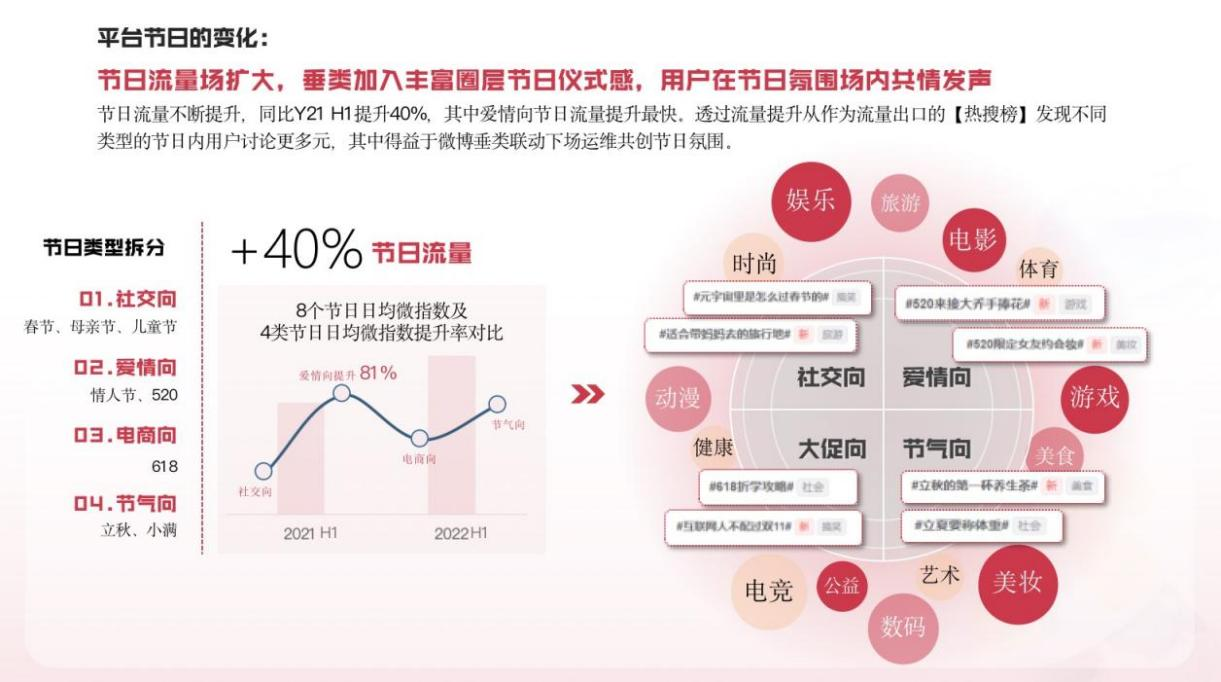 平台节日的变化：
节日流量场扩大，垂类加入丰富圈层节日仪式感，用户在节日氛围场内共情发声
节日流量不断提升，同比Y21 H1提升40%，其中爱情向节日流量提升最快。透过流量提升从作为流量出口的【热搜榜】发现不同
类型的节日内用户讨论更多元，其中得益于微博垂类联动下场运维共创节日氛围。
节日类型拆分
01.社交向
春节、母亲节、儿童节
02.爱情向
情人节、520
03.电商向
618
04.节气向
立秋、小满
+40% 节日流量
8个节日日均微指数及
4类节日日均微指数提升率对比
爱情向提升 81%
节气向
电商向
社交向
2021 H1
2022H1
娱乐
旅游
电影
时尚
体育
#元宇宙里是怎么过春节的# 搞笑
#520来接大乔手捧花# 新 游戏
#适合带妈妈去的旅行地# 新 旅游
#520限定女友约会妆# 新 美妆
社交向
爱情向
动漫
游戏
健康
大促向
节气向
美食
#618折学攻略# 社会
#立秋的第一杯养生茶# 新 美食
#互联网人不配过双11# 新 搞笑
#立夏要称体重# 社会
电竞
公益
艺术
美妆
数码